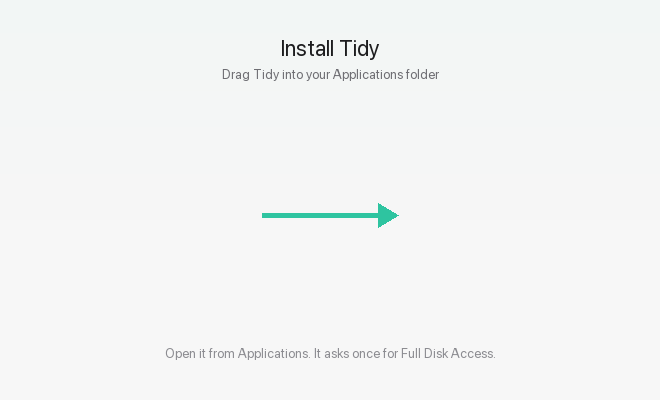 Install Tidy
Drag Tidy into your Applications folder
Open it from Applications. It asks once for Full Disk Access.